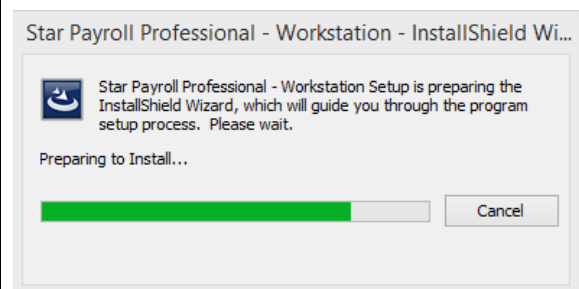 Star Payroll Professional - Workstation - InstallShield Wi...
Star Payroll Professional - Workstation Setup is preparing the
InstallShield Wizard, which will guide you through the program
setup process. Please wait.
Preparing to Install...
Cancel